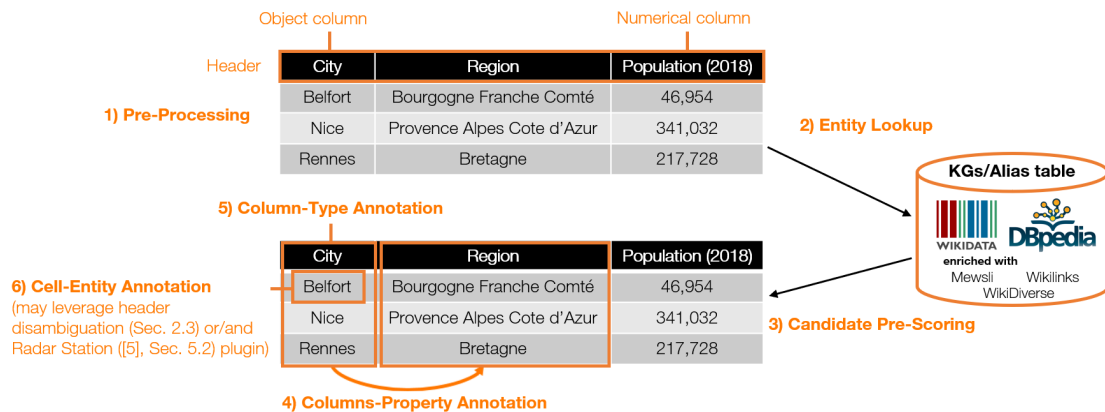 Object column
Numerical column
Header
City Region Population (2018)
Belfort Bourgogne Franche Comté 46,954
1) Pre-Processing
Nice Provence Alpes Cote d'Azur 341,032
2) Entity Lookup
Rennes Bretagne 217,728
KGs/Alias table
5) Column-Type Annotation
WIKIDATA
DBpedia
City Region Population (2018)
enriched with
6) Cell-Entity Annotation
(may leverage header
disambiguation (Sec. 2.3) or/and
Radar Station ([5], Sec. 5.2) plugin)
Belfort Bourgogne Franche Comté 46,954
Mewsli Wikilinks
WikiDiverse
Nice Provence Alpes Cote d'Azur 341,032
3) Candidate Pre-Scoring
Rennes Bretagne 217,728
4) Columns-Property Annotation